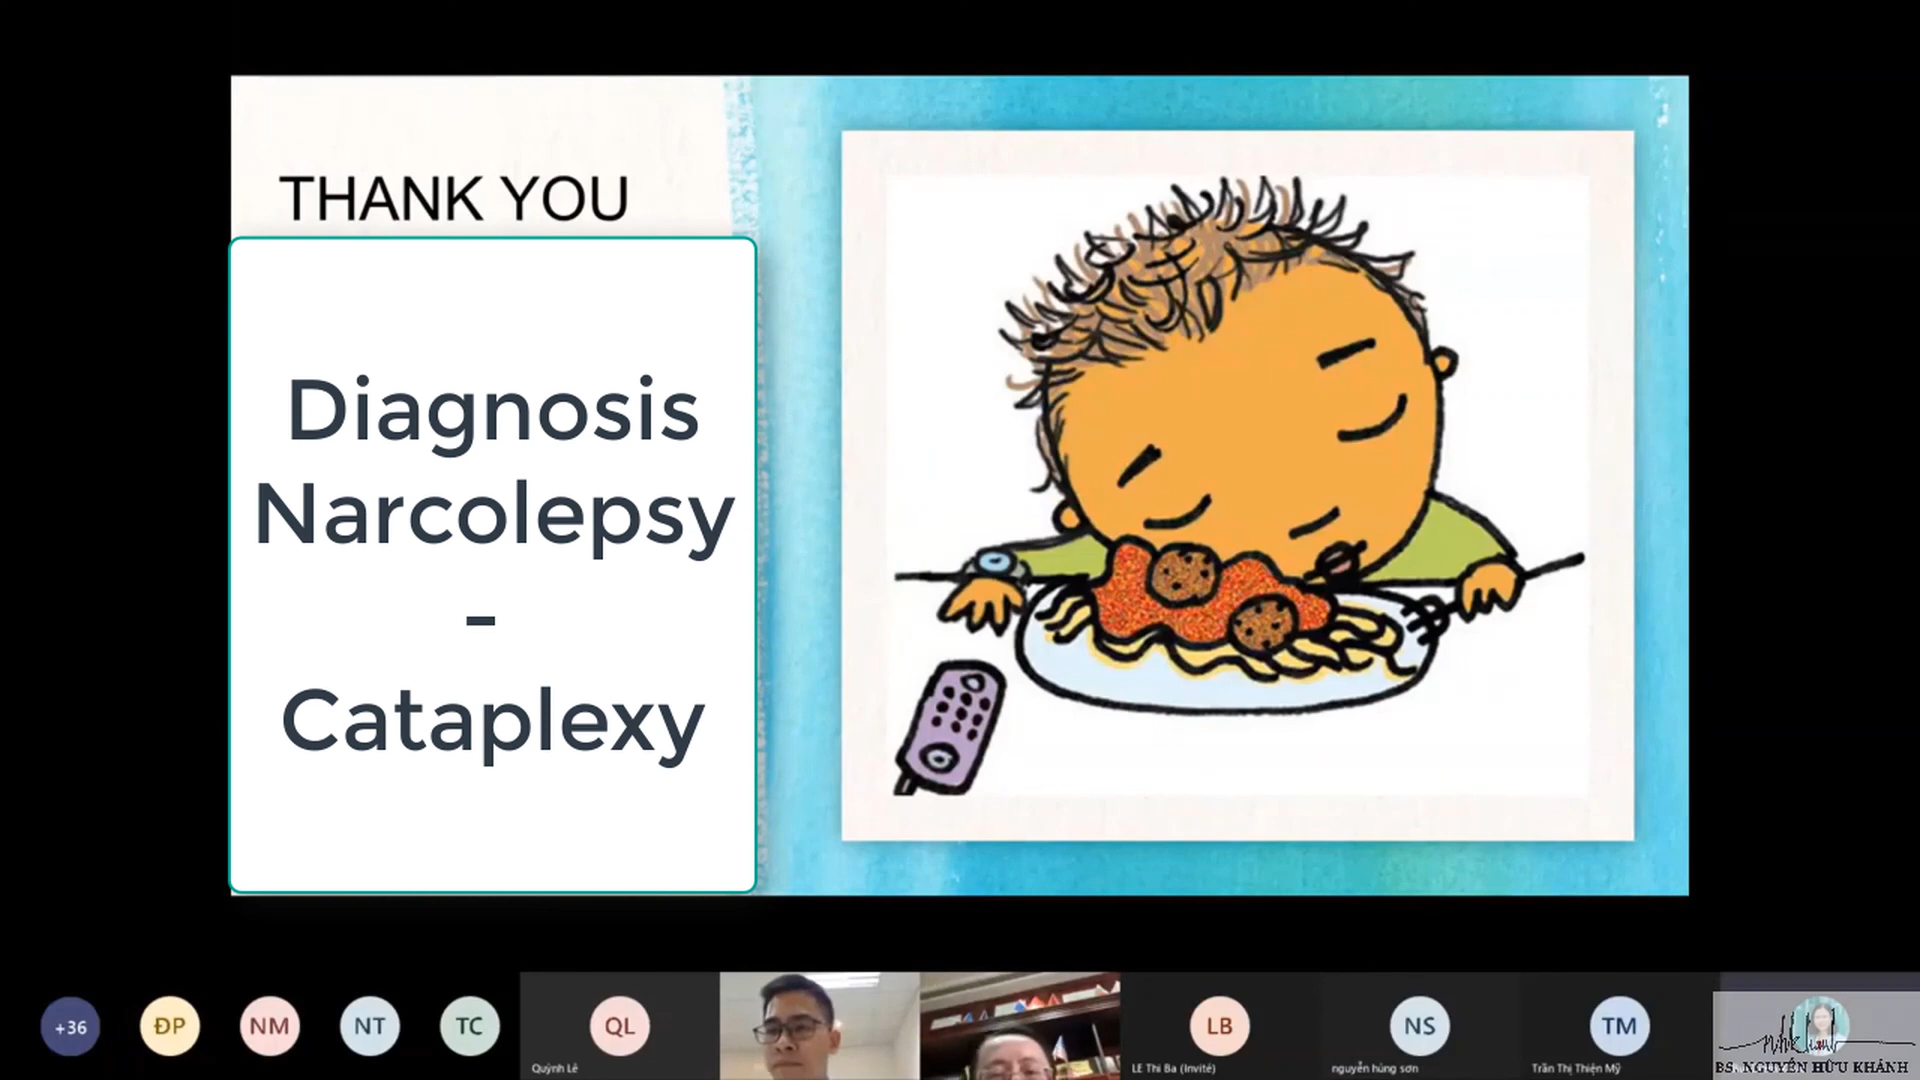 THANK YOU
Diagnosis
Narcolepsy
-
Cataplexy
+36
ĐP
NM
NT
TC
QL
Quỳnh Lê
LB
LE Thi Ba (Invité)
NS
nguyễn hùng sơn
TM
Trần Thị Thiện Mỹ
BS. NGUYỄN HỮU KHÁNH